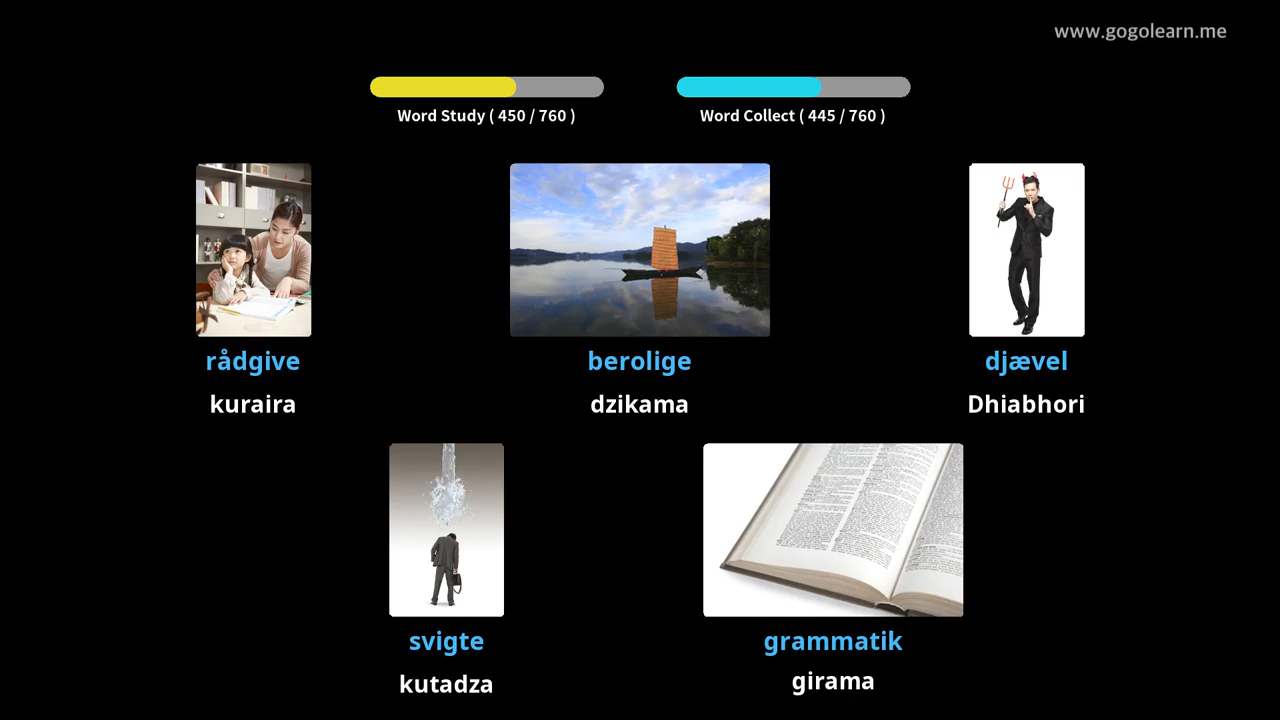 www.gogolearn.me
Word Study ( 450 / 760 )
Word Collect ( 445 / 760 )
rådgive
kuraira
berolige
dzikama
djævel
Dhiabhori
svigte
kutadza
grammatik
girama